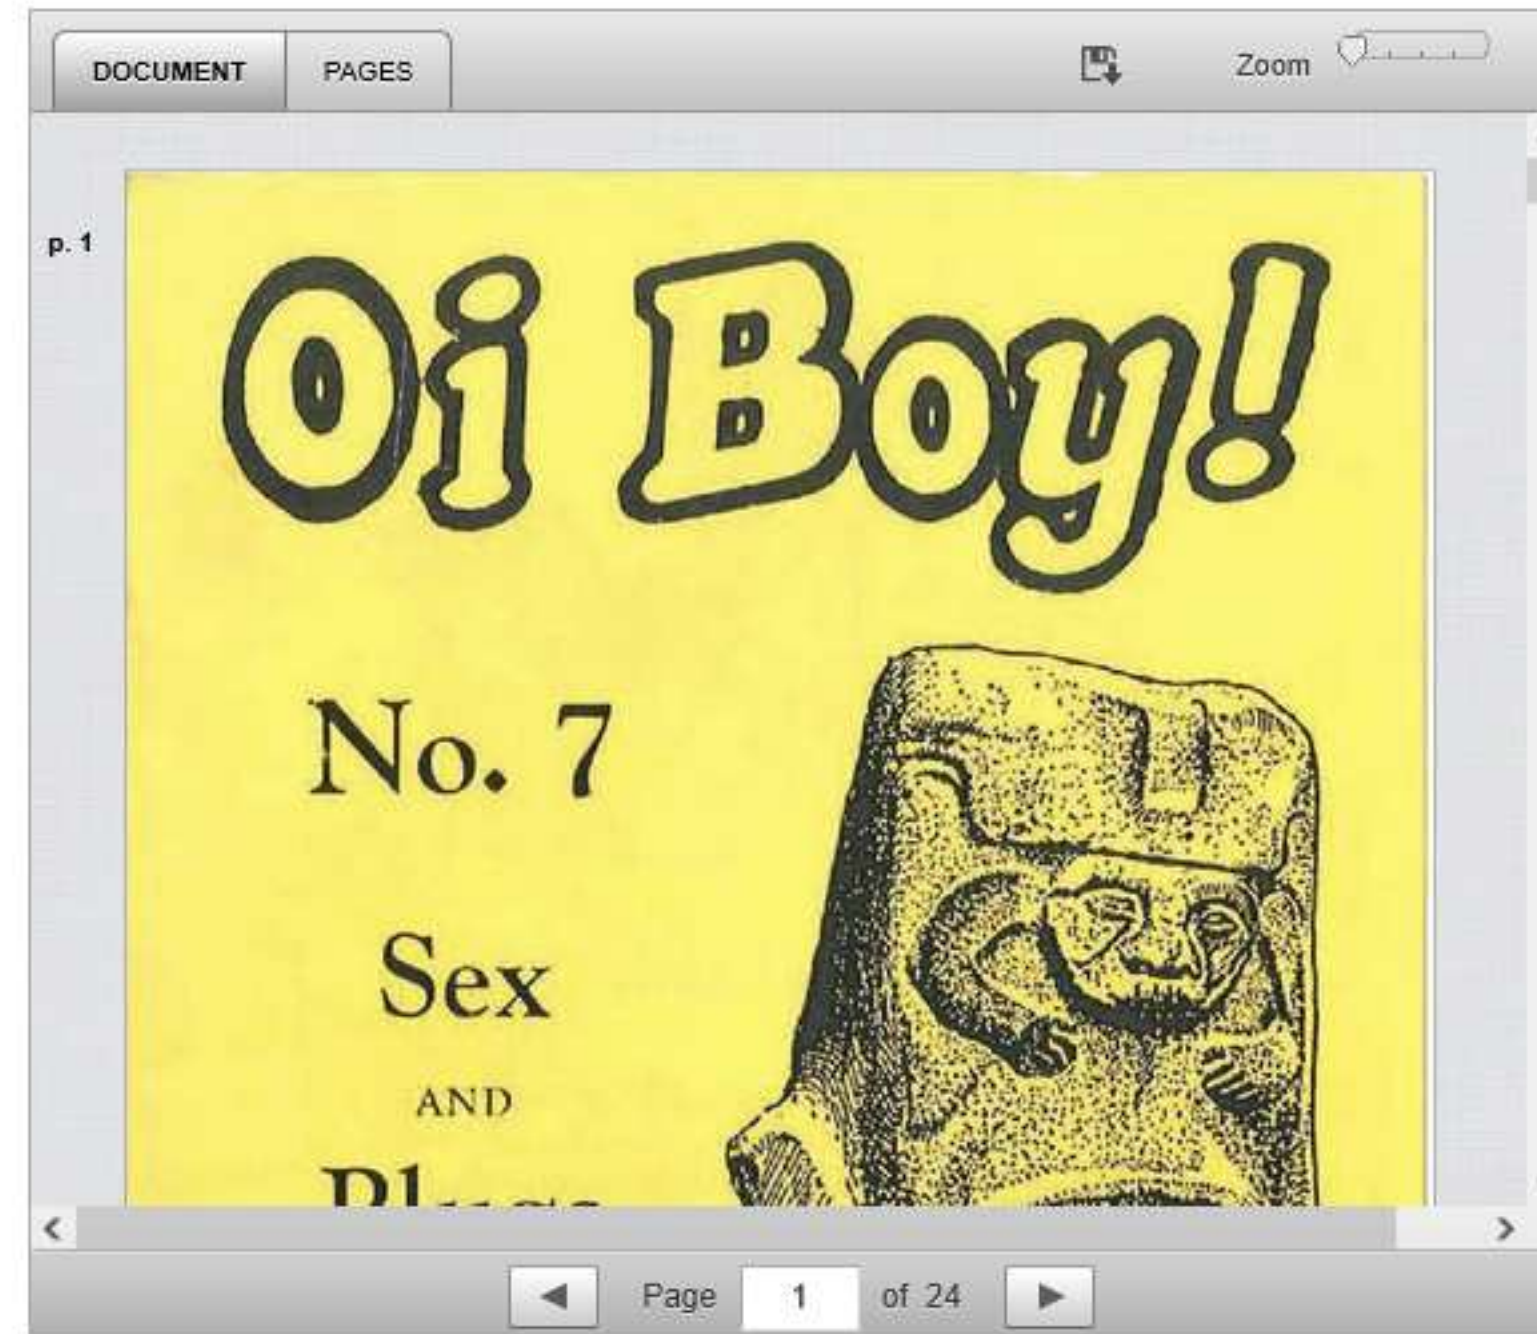 DOCUMENT PAGES Zoom
p. 1
Oi Boy!
No. 7
Sex
AND
Page 1 of 24